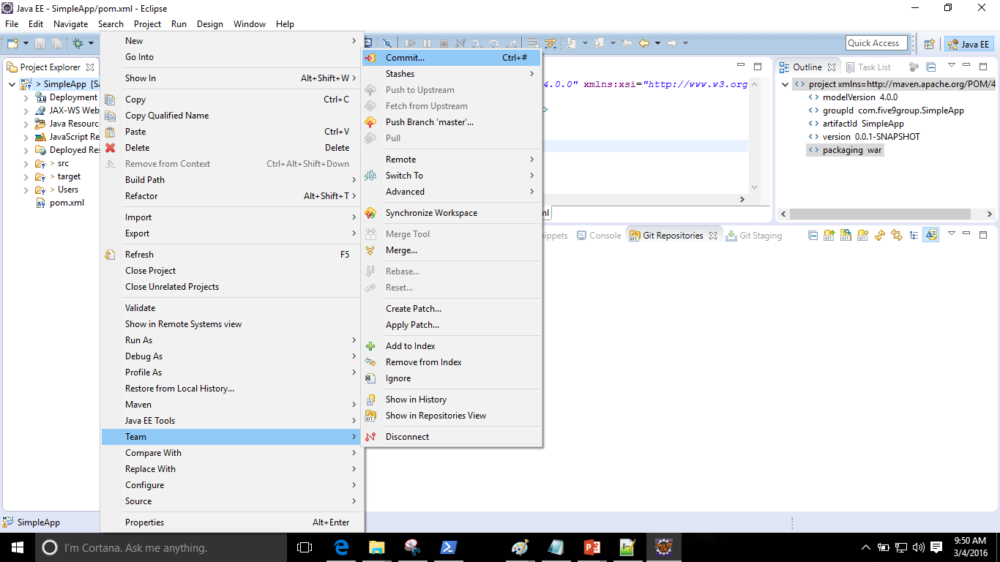 Java EE - SimpleApp/pom.xml - Eclipse
File Edit Navigate Search Project Run Design Window Help
Quick Access
Java EE
Project Explorer
> SimpleApp [Sa
Deployment
JAX-WS Web
Java Resourc
JavaScript Re
Deployed Res
> src
> target
> Users
pom.xml
New
Go Into
Show In Alt+Shift+W
Copy Ctrl+C
Copy Qualified Name
Paste Ctrl+V
Delete Delete
Remove from Context Ctrl+Alt+Shift+Down
Build Path
Refactor Alt+Shift+T
Import
Export
Refresh F5
Close Project
Close Unrelated Projects
Validate
Show in Remote Systems view
Run As
Debug As
Profile As
Restore from Local History...
Maven
Java EE Tools
Team
Compare With
Replace With
Configure
Source
Properties Alt+Enter
Commit... Ctrl+#
Stashes
Push to Upstream
Fetch from Upstream
Push Branch 'master'...
Pull
Remote
Switch To
Advanced
Synchronize Workspace
Merge Tool
Merge...
Rebase...
Reset...
Create Patch...
Apply Patch...
Add to Index
Remove from Index
Ignore
Show in History
Show in Repositories View
Disconnect
4.0.0" xmlns:xsi="http://www.w3.org
>
ml
Outline
Task List
project xmlns=http://maven.apache.org/POM/4
modelVersion 4.0.0
groupId com.five9group.SimpleApp
artifactId SimpleApp
version 0.0.1-SNAPSHOT
packaging war
nippets
Console
Git Repositories
Git Staging
SimpleApp
I'm Cortana. Ask me anything.
9:50 AM
3/4/2016